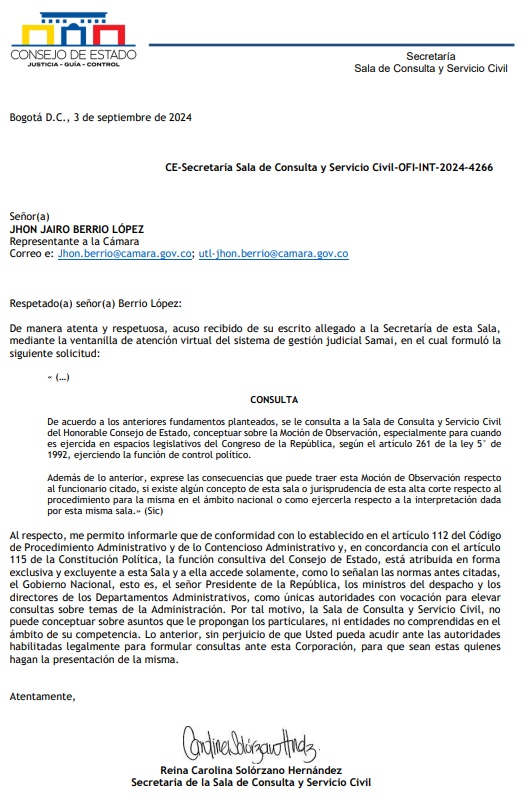 CONSEJO DE ESTADO
JUSTICIA - GUÍA - CONTROL
Secretaría
Sala de Consulta y Servicio Civil
Bogotá D.C., 3 de septiembre de 2024
CE-Secretaría Sala de Consulta y Servicio Civil-OFI-INT-2024-4266
Señor(a)
JHON JAIRO BERRIO LÓPEZ
Representante a la Cámara
Correo e: Jhon.berrio@camara.gov.co; utl-jhon.berrio@camara.gov.co
Respetado(a) señor(a) Berrio López:
De manera atenta y respetuosa, acuso recibido de su escrito allegado a la Secretaría de esta Sala,
mediante la ventanilla de atención virtual del sistema de gestión judicial Samai, en el cual formuló la
siguiente solicitud:
« (…)
CONSULTA
De acuerdo a los anteriores fundamentos planteados, se le consulta a la Sala de Consulta y Servicio Civil
del Honorable Consejo de Estado, conceptuar sobre la Moción de Observación, especialmente para cuando
es ejercida en espacios legislativos del Congreso de la República, según el artículo 261 de la ley 5° de
1992, ejerciendo la función de control político.
Además de lo anterior, exprese las consecuencias que puede traer esta Moción de Observación respecto
al funcionario citado, si existe algún concepto de esta sala o jurisprudencia de esta alta corte respecto al
procedimiento para la misma en el ámbito nacional o como ejercerla respecto a la interpretación dada
por esta misma sala.» (Sic)
Al respecto, me permito informarle que de conformidad con lo establecido en el artículo 112 del Código
de Procedimiento Administrativo y de lo Contencioso Administrativo y, en concordancia con el artículo
115 de la Constitución Política, la función consultiva del Consejo de Estado, está atribuida en forma
exclusiva y excluyente a esta Sala y a ella accede solamente, como lo señalan las normas antes citadas,
el Gobierno Nacional, esto es, el señor Presidente de la República, los ministros del despacho y los
directores de los Departamentos Administrativos, como únicas autoridades con vocación para elevar
consultas sobre temas de la Administración. Por tal motivo, la Sala de Consulta y Servicio Civil, no
puede conceptuar sobre asuntos que le propongan los particulares, ni entidades no comprendidas en el
ámbito de su competencia. Lo anterior, sin perjuicio de que Usted pueda acudir ante las autoridades
habilitadas legalmente para formular consultas ante esta Corporación, para que sean estas quienes
hagan la presentación de la misma.
Atentamente,
Reina Carolina Solórzano Hernández
Secretaria de la Sala de Consulta y Servicio Civil